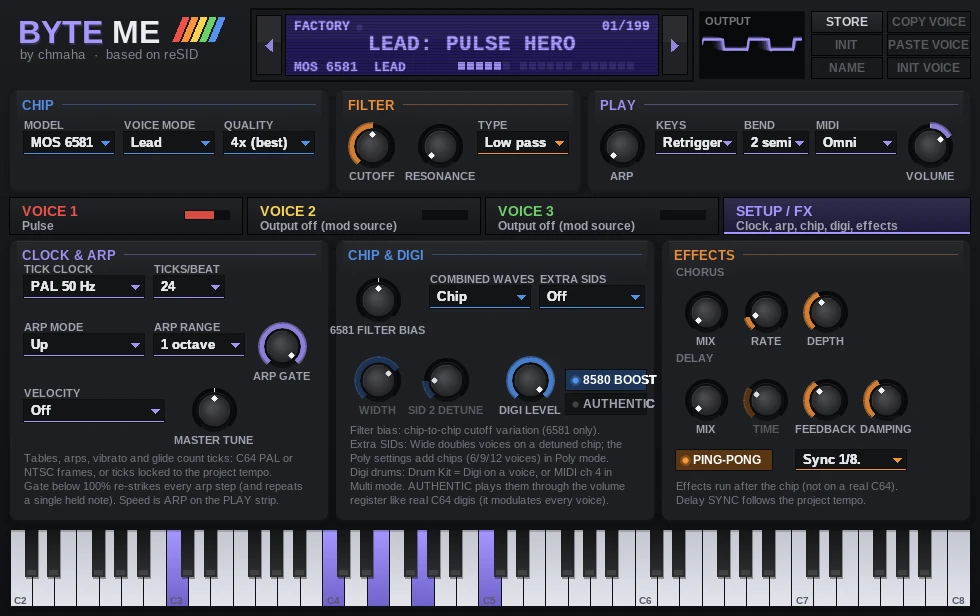 BYTE ME
by chmaha · based on reSID
FACTORY
01/199
LEAD: PULSE HERO
MOS 6581 LEAD
OUTPUT
STORE
COPY VOICE
INIT
PASTE VOICE
NAME
INIT VOICE
CHIP
MODEL
VOICE MODE
QUALITY
MOS 6581
Lead
4x (best)
FILTER
TYPE
Low pass
CUTOFF
RESONANCE
PLAY
KEYS
BEND
MIDI
Retrigger
2 semi
Omni
ARP
VOLUME
VOICE 1
Pulse
VOICE 2
Output off (mod source)
VOICE 3
Output off (mod source)
SETUP / FX
Clock, arp, chip, digi, effects
CLOCK & ARP
TICK CLOCK
TICKS/BEAT
PAL 50 Hz
24
ARP MODE
ARP RANGE
Up
1 octave
ARP GATE
VELOCITY
Off
MASTER TUNE
Tables, arps, vibrato and glide count ticks: C64 PAL or
NTSC frames, or ticks locked to the project tempo.
Gate below 100% re-strikes every arp step (and repeats
a single held note). Speed is ARP on the PLAY strip.
CHIP & DIGI
COMBINED WAVES
EXTRA SIDS
Chip
Off
6581 FILTER BIAS
8580 BOOST
AUTHENTIC
WIDTH
SID 2 DETUNE
DIGI LEVEL
Filter bias: chip-to-chip cutoff variation (6581 only).
Extra SIDs: Wide doubles voices on a detuned chip; the
Poly settings add chips (6/9/12 voices) in Poly mode.
Digi drums: Drum Kit = Digi on a voice, or MIDI ch 4 in
Multi mode. AUTHENTIC plays them through the volume
register like real C64 digis (it modulates every voice).
EFFECTS
CHORUS
MIX
RATE
DEPTH
DELAY
MIX
TIME
FEEDBACK
DAMPING
PING-PONG
Sync 1/8.
Effects run after the chip (not on a real C64).
Delay SYNC follows the project tempo.
C2
C3
C4
C5
C6
C7
C8